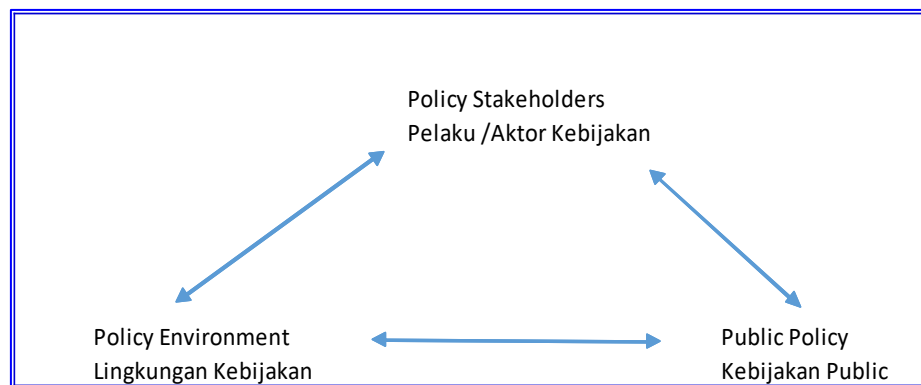 Policy Stakeholders
Pelaku /Aktor Kebijakan
Policy Environment
Lingkungan Kebijakan
Public Policy
Kebijakan Public